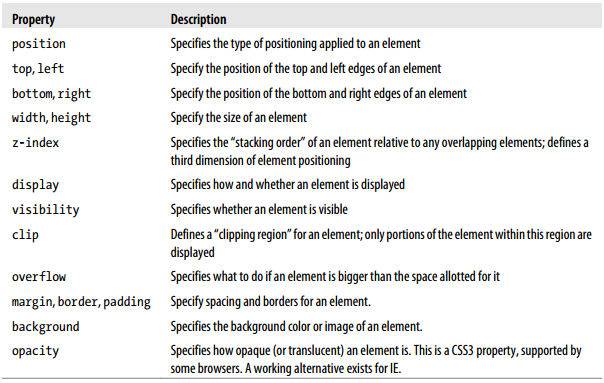 Property Description
position Specifies the type of positioning applied to an element
top, left Specify the position of the top and left edges of an element
bottom, right Specify the position of the bottom and right edges of an element
width, height Specify the size of an element
z-index Specifies the “stacking order” of an element relative to any overlapping elements; defines a
third dimension of element positioning
display Specifies how and whether an element is displayed
visibility Specifies whether an element is visible
clip Defines a “clipping region” for an element; only portions of the element within this region are
displayed
overflow Specifies what to do if an element is bigger than the space allotted for it
margin, border, padding Specify spacing and borders for an element.
background Specifies the background color or image of an element.
opacity Specifies how opaque (or translucent) an element is. This is a CSS3 property, supported by
some browsers. A working alternative exists for IE.